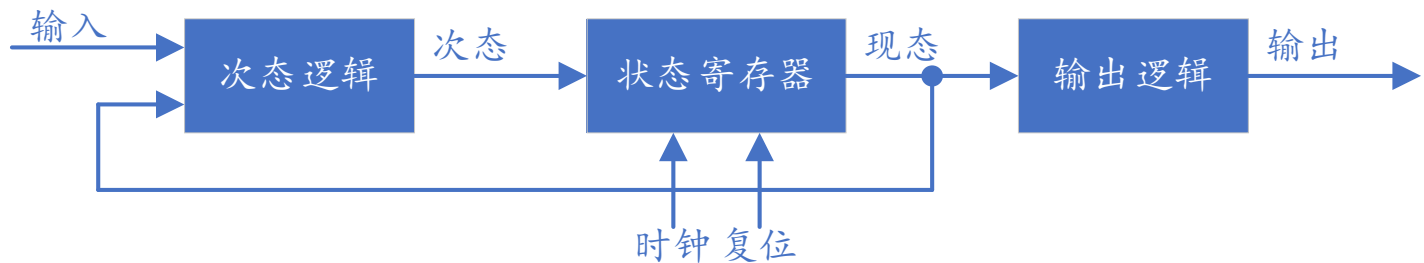 输入
次态逻辑
次态
状态寄存器
现态
输出逻辑
输出
时钟 复位